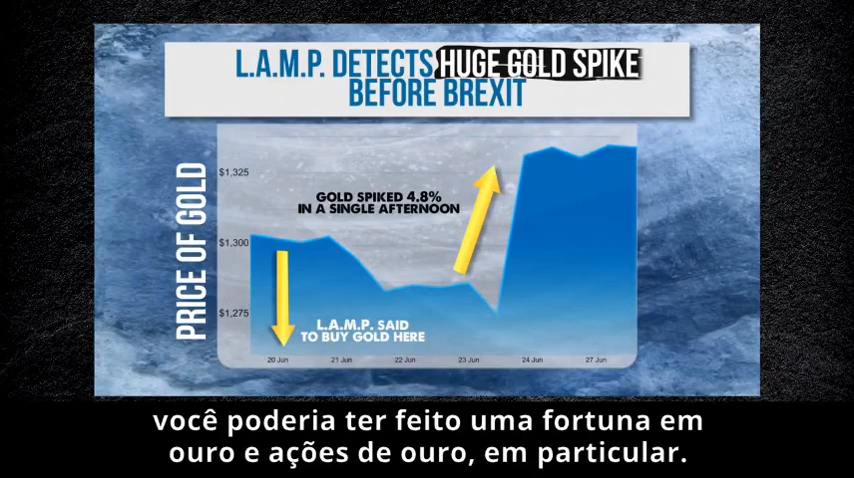 L.A.M.P. DETECTS HUGE GOLD SPIKE
BEFORE BREXIT
PRICE OF GOLD
$1,325
$1,300
$1,275
GOLD SPIKED 4.8%
IN A SINGLE AFTERNOON
L.A.M.P. SAID
TO BUY GOLD HERE
20 Jun 21 Jun 22 Jun 23 Jun 24 Jun 27 Jun
você poderia ter feito uma fortuna em
ouro e ações de ouro, em particular.